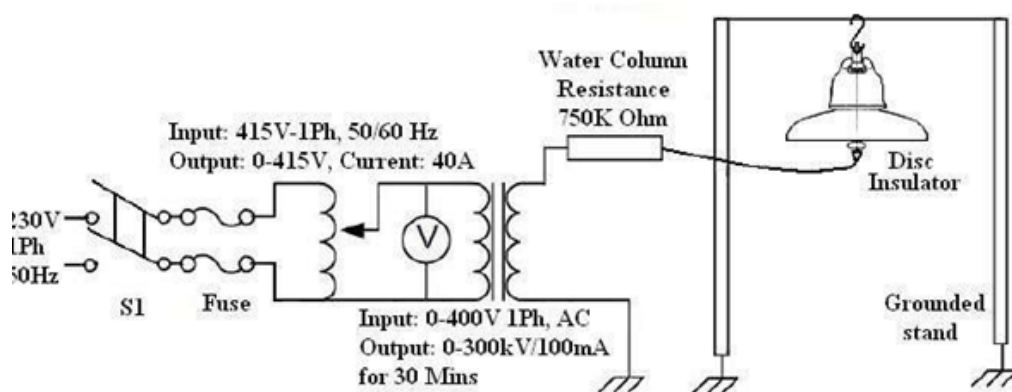 Water Column
Resistance
750K Ohm
Input: 415V-1Ph, 50/60 Hz
Output: 0-415V, Current: 40A
Disc
Insulator
230V
1Ph
50Hz
V
S1
Fuse
Input: 0-400V 1Ph, AC
Output: 0-300kV/100mA
for 30 Mins
Grounded
stand